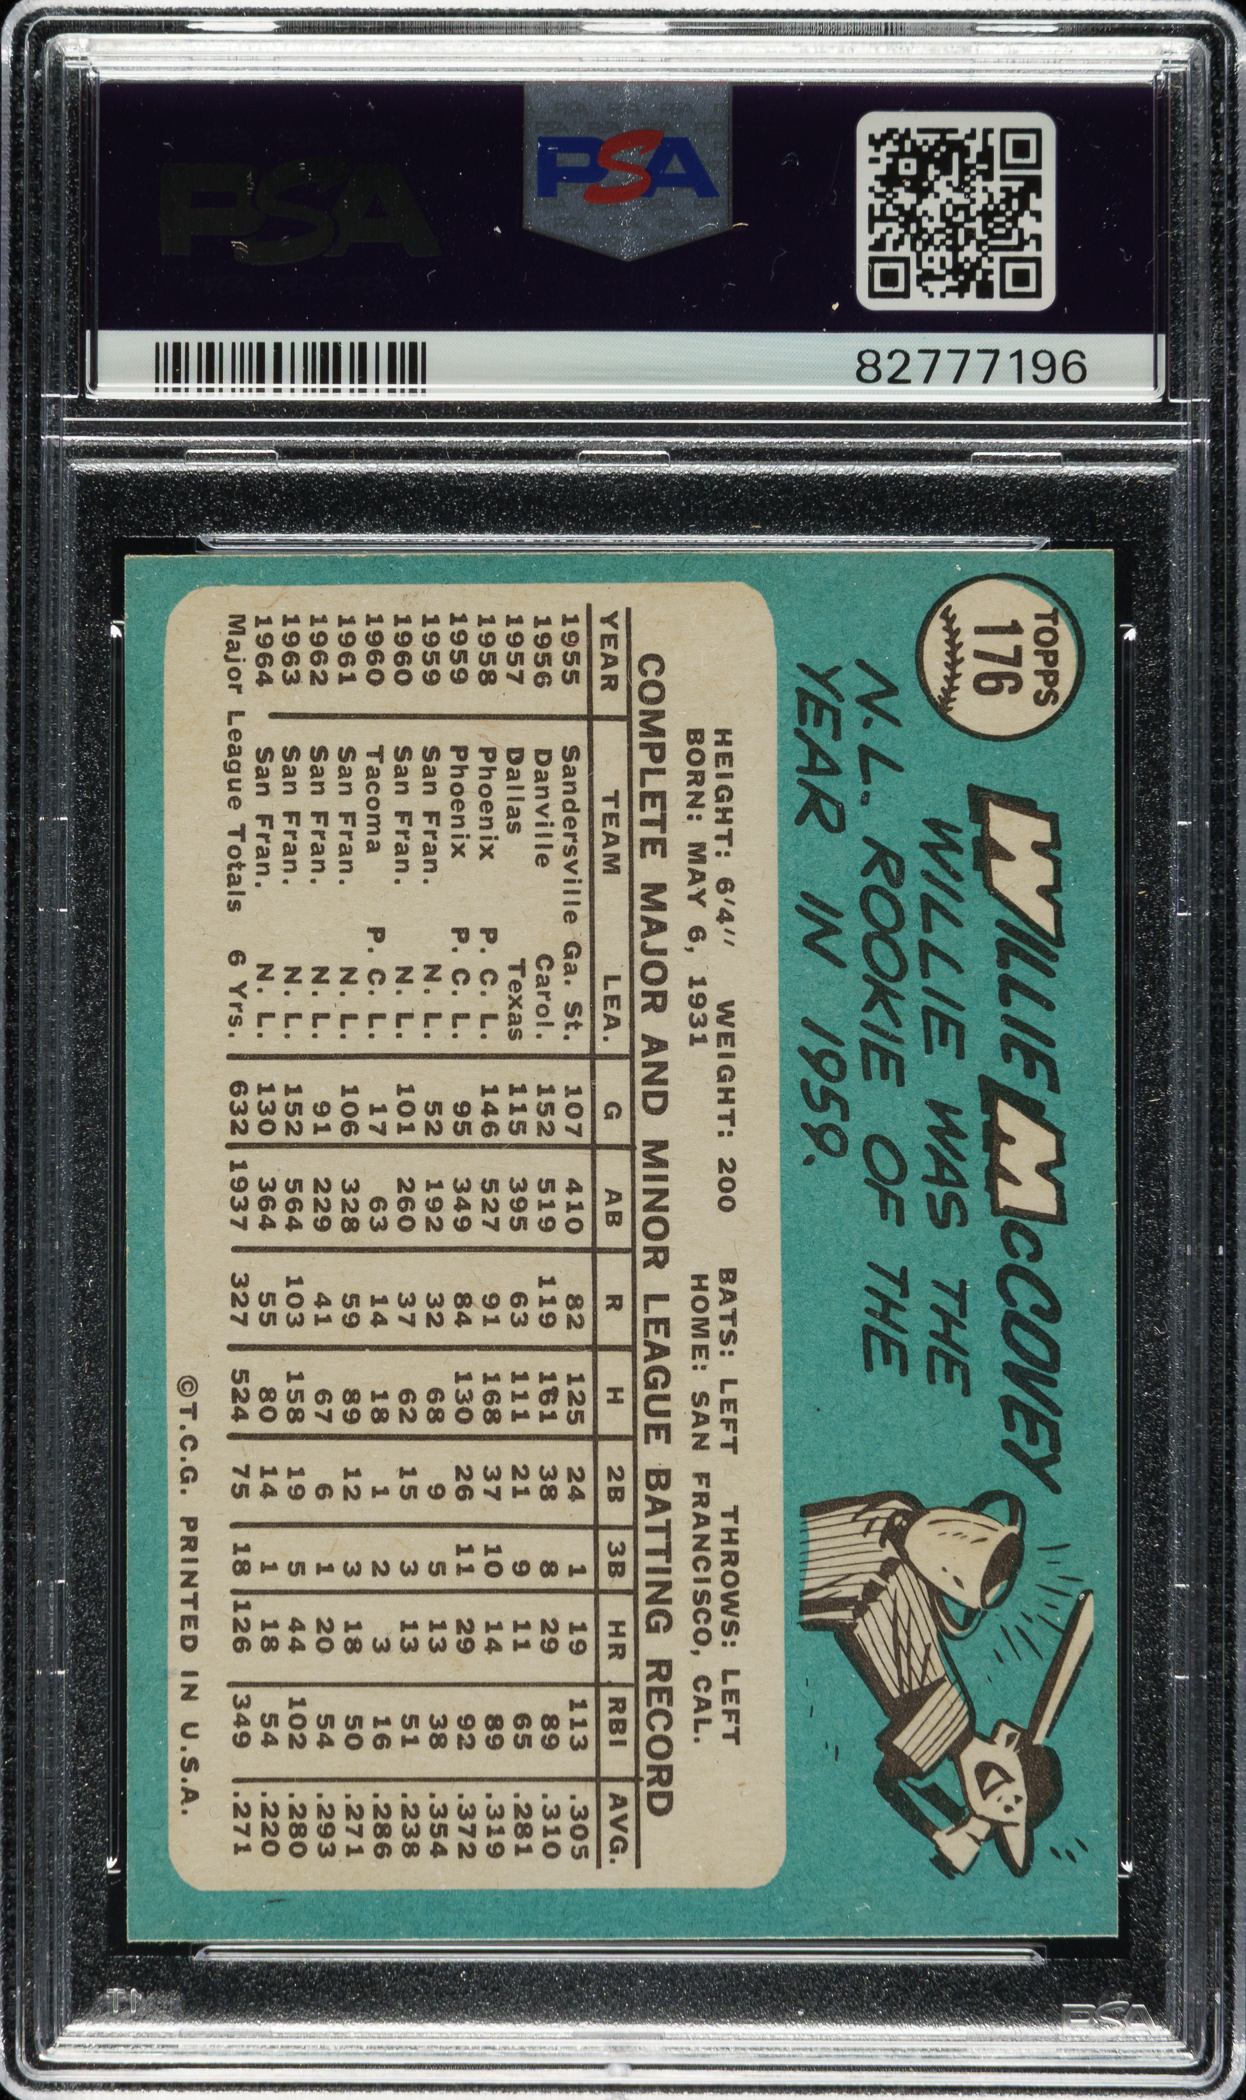 PSA
PSA
82777196
TOPPS
176
WILLIE McCOVEY
WILLIE WAS THE
N.L. ROOKIE OF THE
YEAR IN 1959.
HEIGHT: 6'4" WEIGHT: 200 BATS: LEFT THROWS: LEFT
BORN: MAY 6, 1931 HOME: SAN FRANCISCO, CAL.
COMPLETE MAJOR AND MINOR LEAGUE BATTING RECORD
YEAR TEAM LEA. G AB R H 2B 3B HR RBI AVG.
1955 Sandersville Ga. St. 107 410 82 125 24 1 19 113 .305
1956 Danville Carol. 152 519 119 161 38 8 29 89 .310
1957 Dallas Texas 115 395 63 111 21 9 11 65 .281
1958 Phoenix P. C. L. 146 527 91 168 37 10 14 89 .319
1959 Phoenix P. C. L. 95 349 84 130 26 11 29 92 .372
1959 San Fran. N. L. 52 192 32 68 9 5 13 38 .354
1960 San Fran. N. L. 101 260 37 62 15 3 13 51 .238
1960 Tacoma P. C. L. 17 63 14 18 1 2 3 16 .286
1961 San Fran. N. L. 106 328 59 89 12 3 18 50 .271
1962 San Fran. N. L. 91 229 41 67 6 1 20 54 .293
1963 San Fran. N. L. 152 564 103 158 19 5 44 102 .280
1964 San Fran. N. L. 130 364 55 80 14 1 18 54 .220
Major League Totals 6 Yrs. 632 1937 327 524 75 18 126 349 .271
©T.C.G. PRINTED IN U.S.A.
PSA